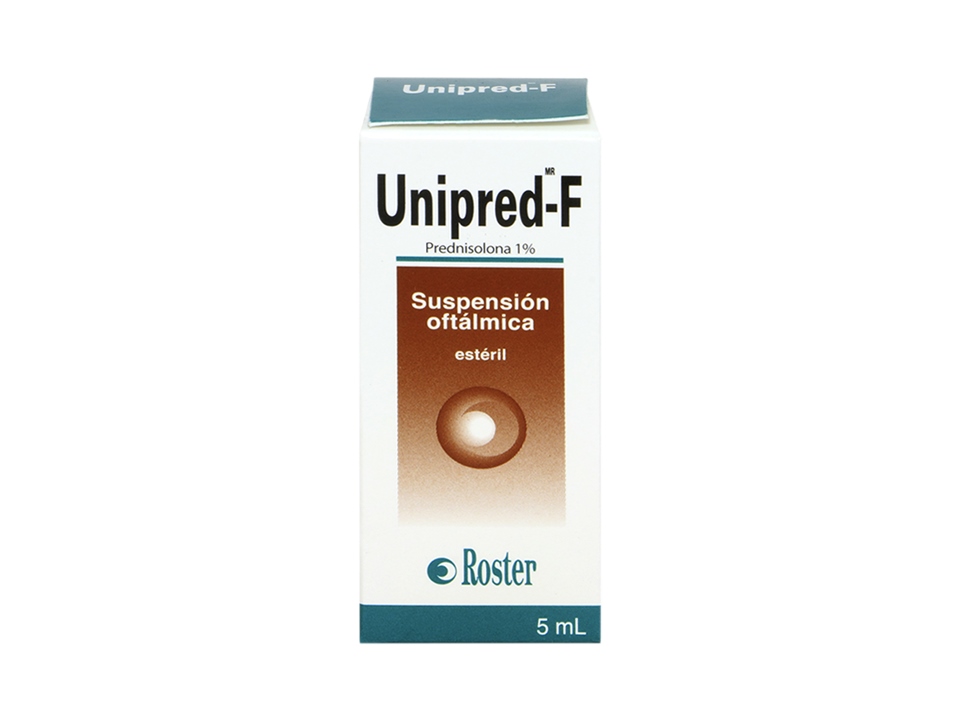 Unipred-F
Unipred-F
MR
Prednisolona 1%
Suspensión
oftálmica
estéril
Roster
5 mL